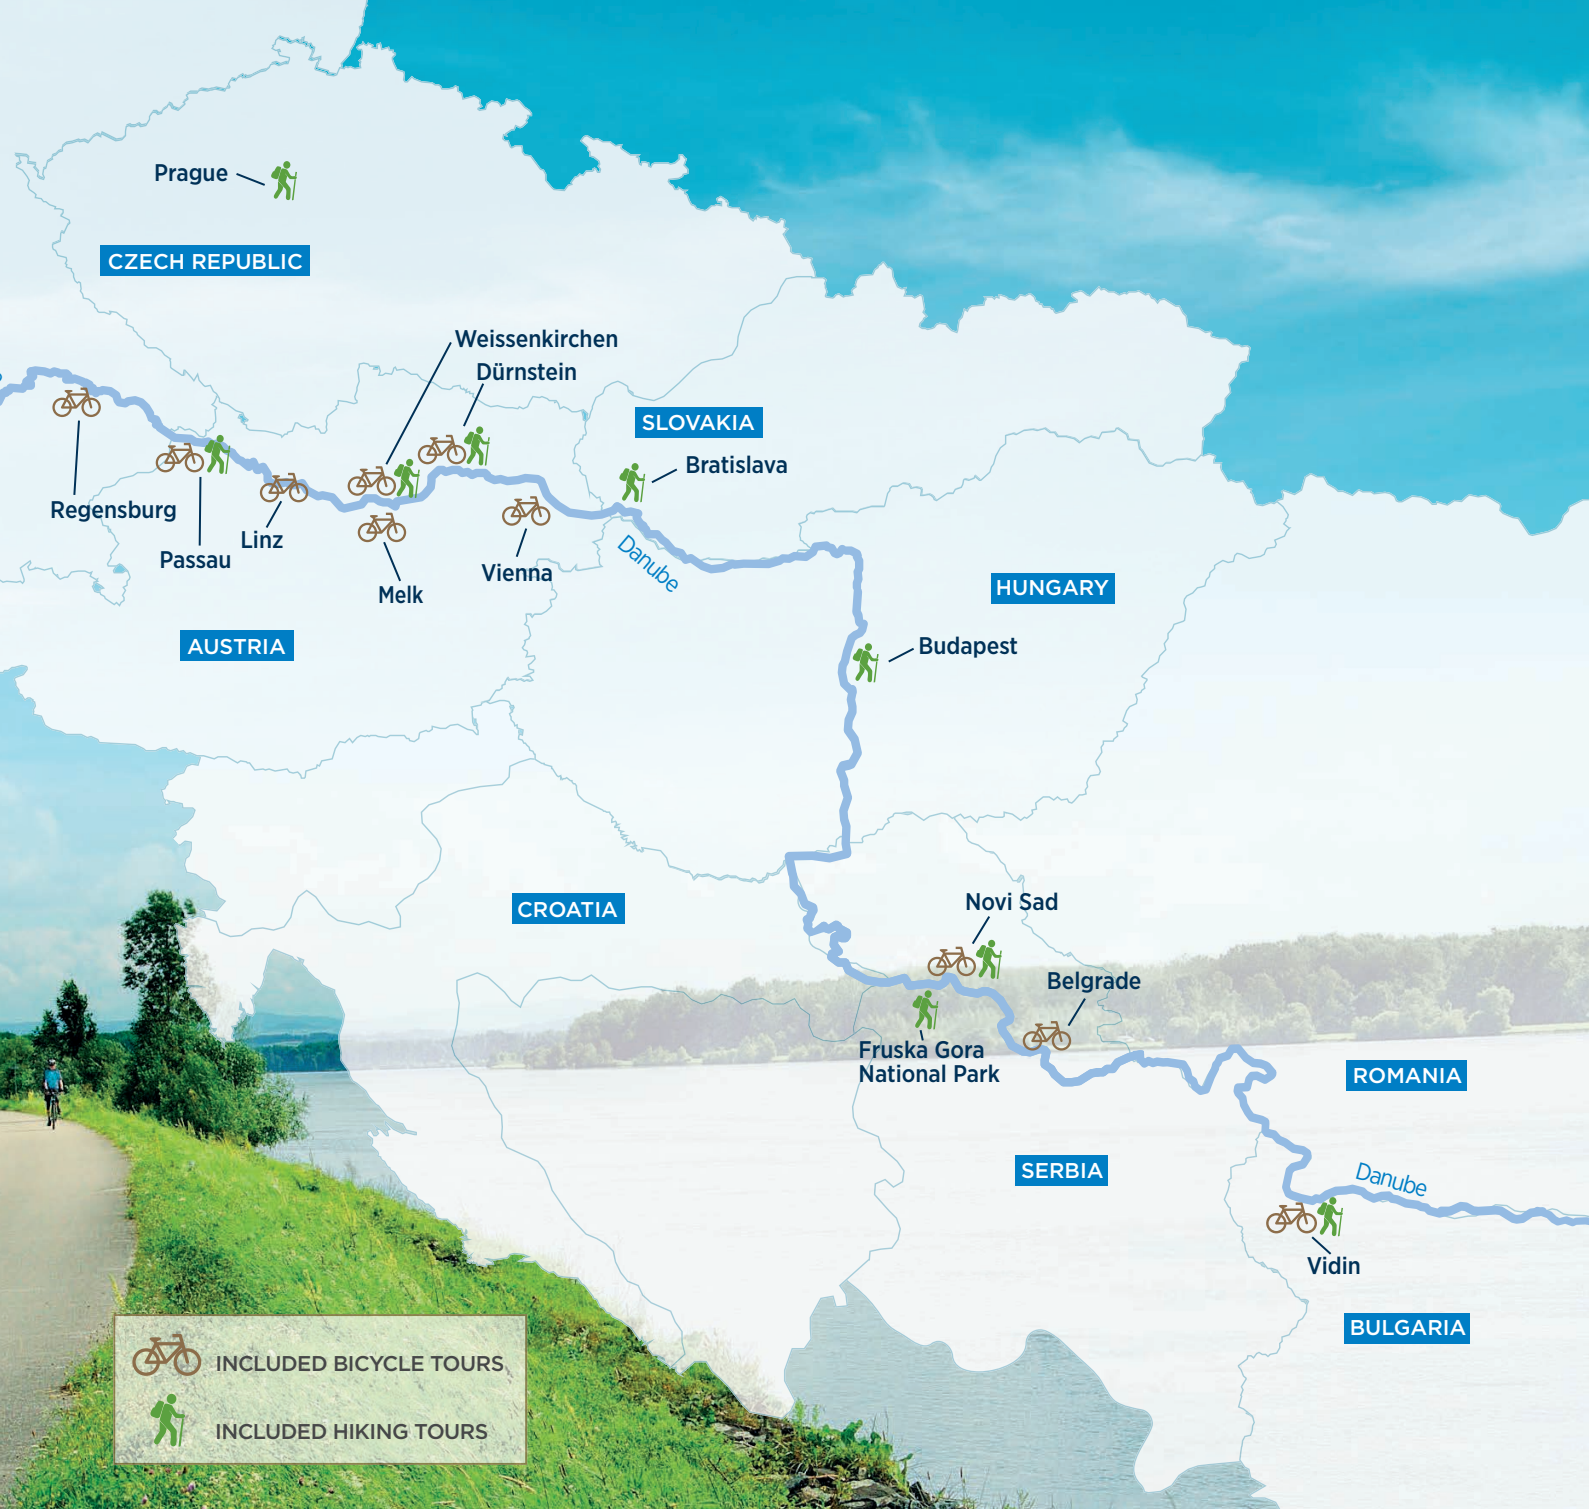 Prague
CZECH REPUBLIC
Weissenkirchen
Dürnstein
SLOVAKIA
Bratislava
Regensburg
Passau
Linz
Melk
Vienna
Danube
HUNGARY
AUSTRIA
Budapest
CROATIA
Novi Sad
Belgrade
Fruska Gora
National Park
ROMANIA
SERBIA
Danube
Vidin
BULGARIA
INCLUDED BICYCLE TOURS
INCLUDED HIKING TOURS